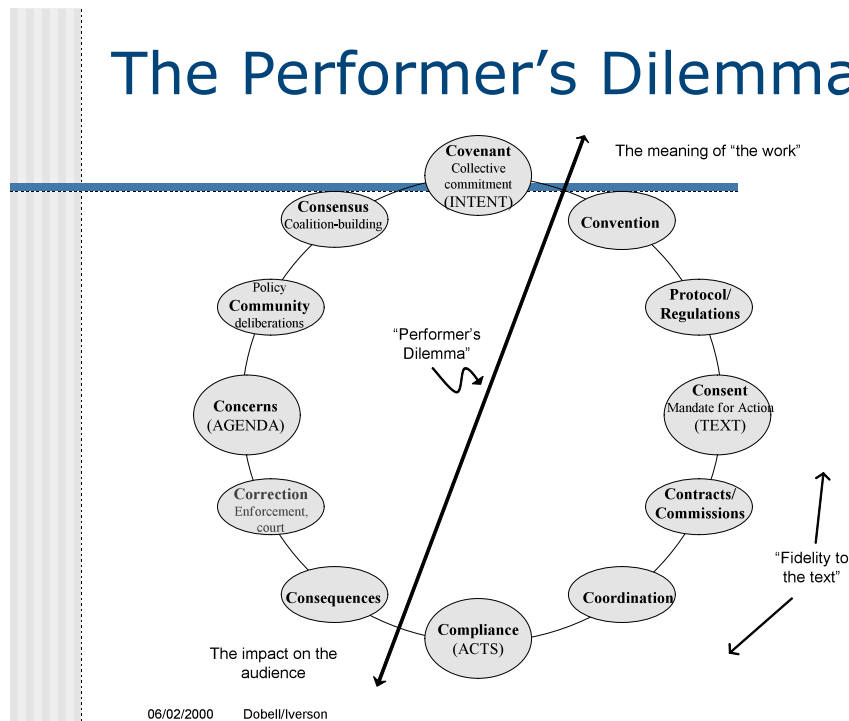 The Performer’s Dilemma
The meaning of “the work”
Covenant
Collective
commitment
(INTENT)
Consensus
Coalition-building
Convention
Policy
Community
deliberations
Protocol/
Regulations
“Performer’s
Dilemma”
Concerns
(AGENDA)
Consent
Mandate for Action
(TEXT)
Correction
Enforcement,
court
Contracts/
Commissions
“Fidelity to
the text”
Consequences
Coordination
Compliance
(ACTS)
The impact on the
audience
06/02/2000 Dobell/Iverson